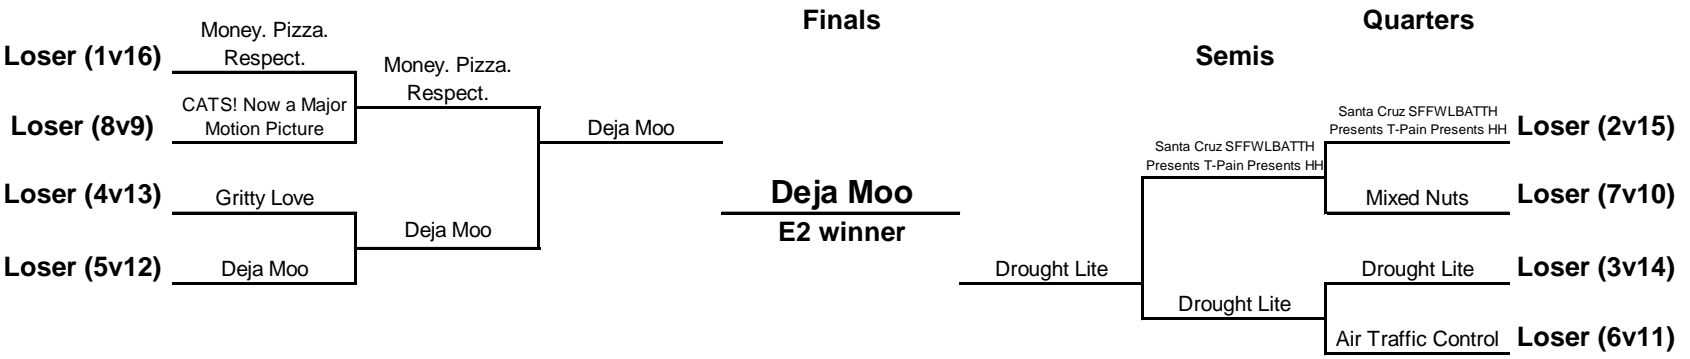 Finals
Quarters
Semis
Loser (1v16)
Money. Pizza.
Respect.
Loser (8v9)
CATS! Now a Major
Motion Picture
Money. Pizza.
Respect.
Loser (4v13)
Gritty Love
Loser (5v12)
Deja Moo
Deja Moo
Deja Moo
Deja Moo
E2 winner
Drought Lite
Santa Cruz SFFWLBATTH
Presents T-Pain Presents HH
Drought Lite
Santa Cruz SFFWLBATTH
Presents T-Pain Presents HH
Loser (2v15)
Mixed Nuts
Loser (7v10)
Drought Lite
Loser (3v14)
Air Traffic Control
Loser (6v11)